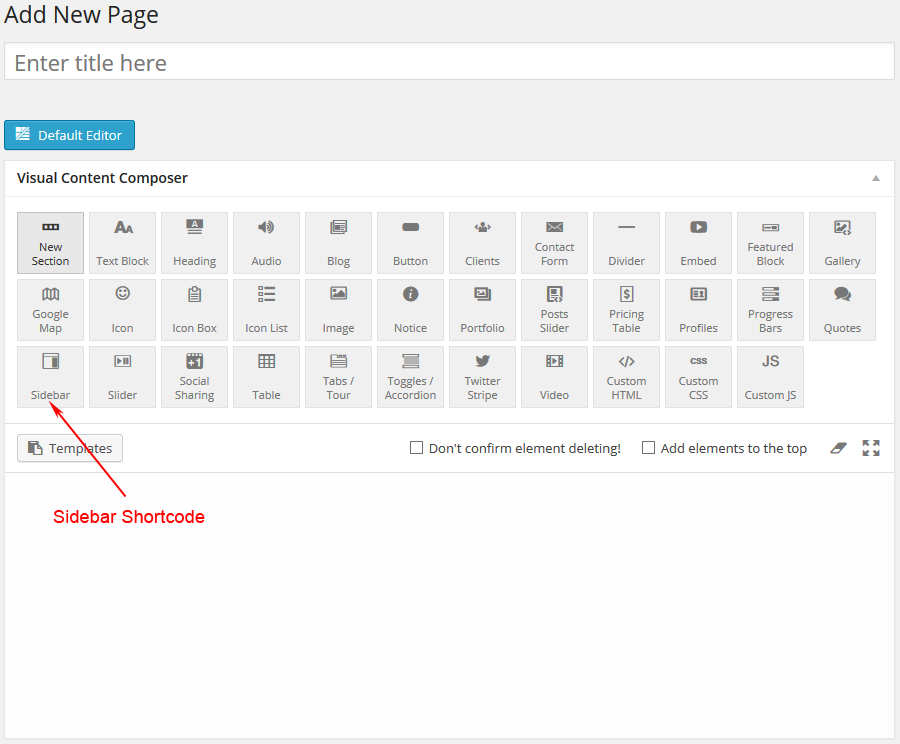 Add New Page
Enter title here
Default Editor
Visual Content Composer
New
Section
Text Block
Heading
Audio
Blog
Button
Clients
Contact
Form
Divider
Embed
Featured
Block
Gallery
Google
Map
Icon
Icon Box
Icon List
Image
Notice
Portfolio
Posts
Slider
$
Pricing
Table
Profiles
Progress
Bars
Quotes
Sidebar
Slider
+1
Social
Sharing
Table
Tabs /
Tour
Toggles /
Accordion
Twitter
Stripe
Video
Custom
HTML
CSS
Custom
CSS
JS
Custom JS
Templates
Don't confirm element deleting!
Add elements to the top
Sidebar Shortcode